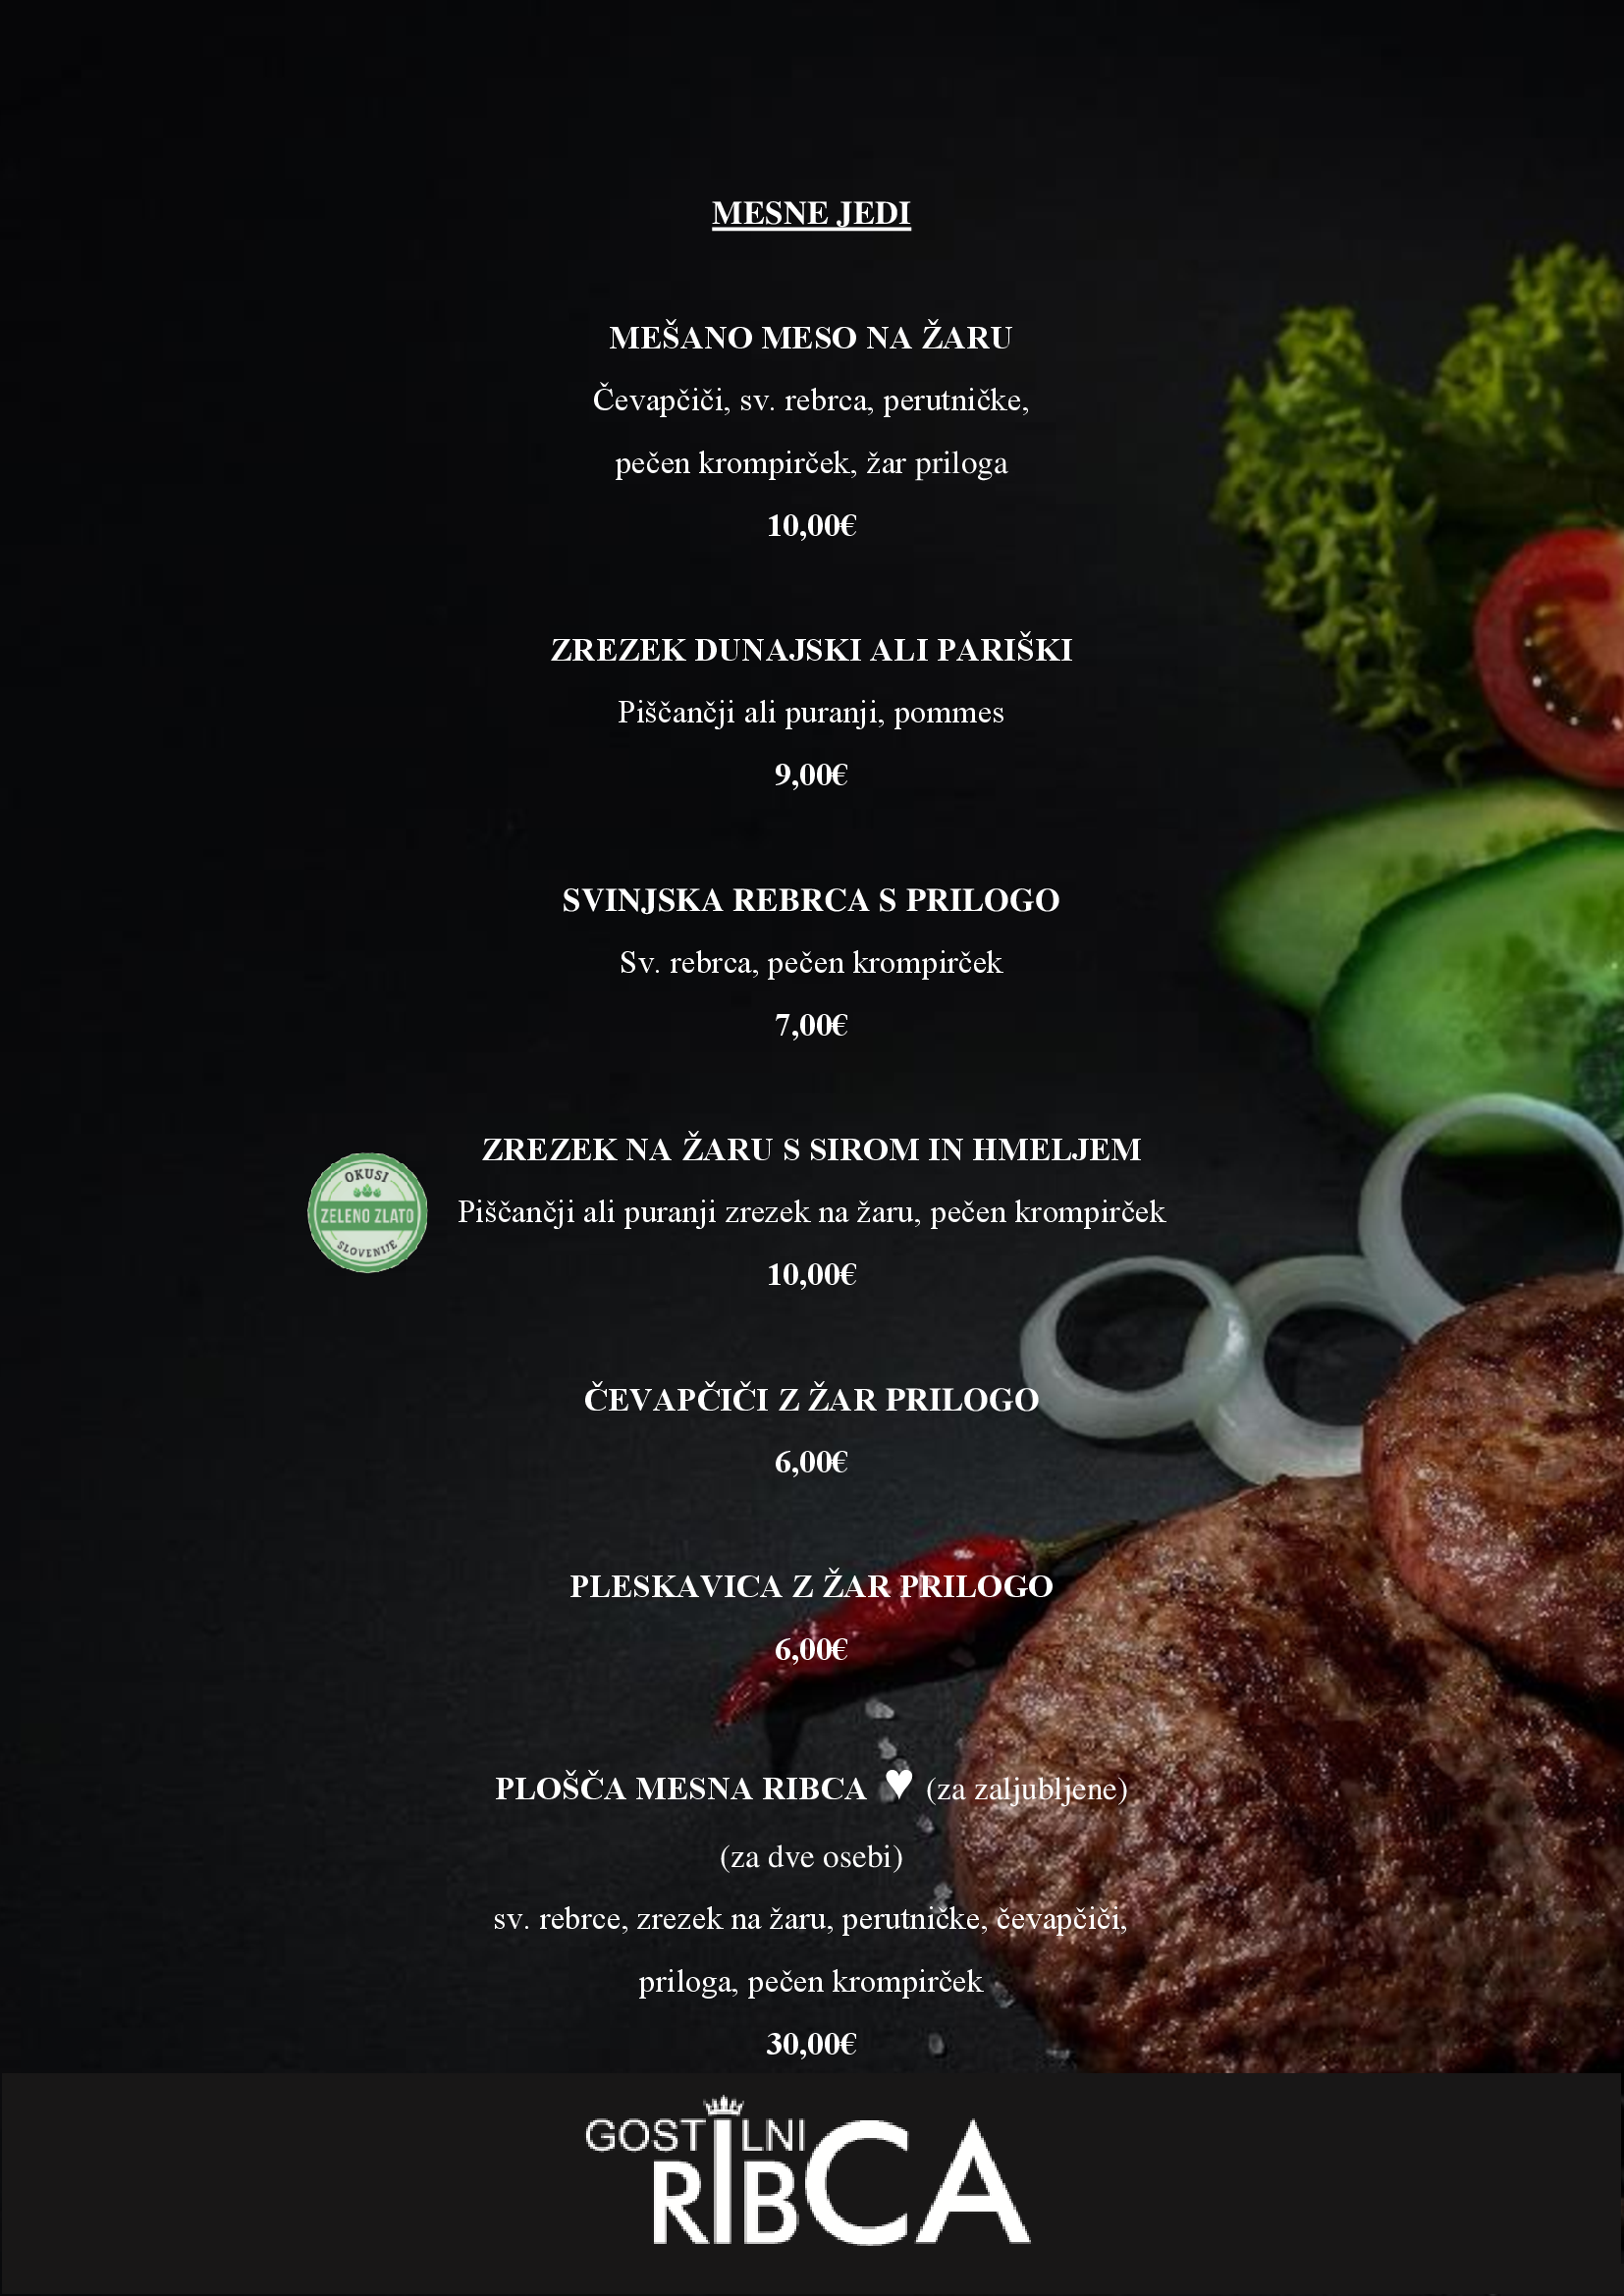 MESNE JEDI
MEŠANO MESO NA ŽARU
Čevapčiči, sv. rebrca, perutničke,
pečen krompirček, žar priloga
10,00€
ZREZEK DUNAJSKI ALI PARIŠKI
Piščančji ali puranji, pommes
9,00€
SVINJSKA REBRCA S PRILOGO
Sv. rebrca, pečen krompirček
7,00€
ZREZEK NA ŽARU S SIROM IN HMELJEM
OKUSI
ZELENO ZLATO
SLOVENIJE
Piščančji ali puranji zrezek na žaru, pečen krompirček
10,00€
ČEVAPČIČI Z ŽAR PRILOGO
6,00€
PLESKAVICA Z ŽAR PRILOGO
6,00€
PLOŠČA MESNA RIBCA ♥ (za zaljubljene)
(za dve osebi)
sv. rebrce, zrezek na žaru, perutničke, čevapčiči,
priloga, pečen krompirček
30,00€
GOSTILNICA
RIBCA